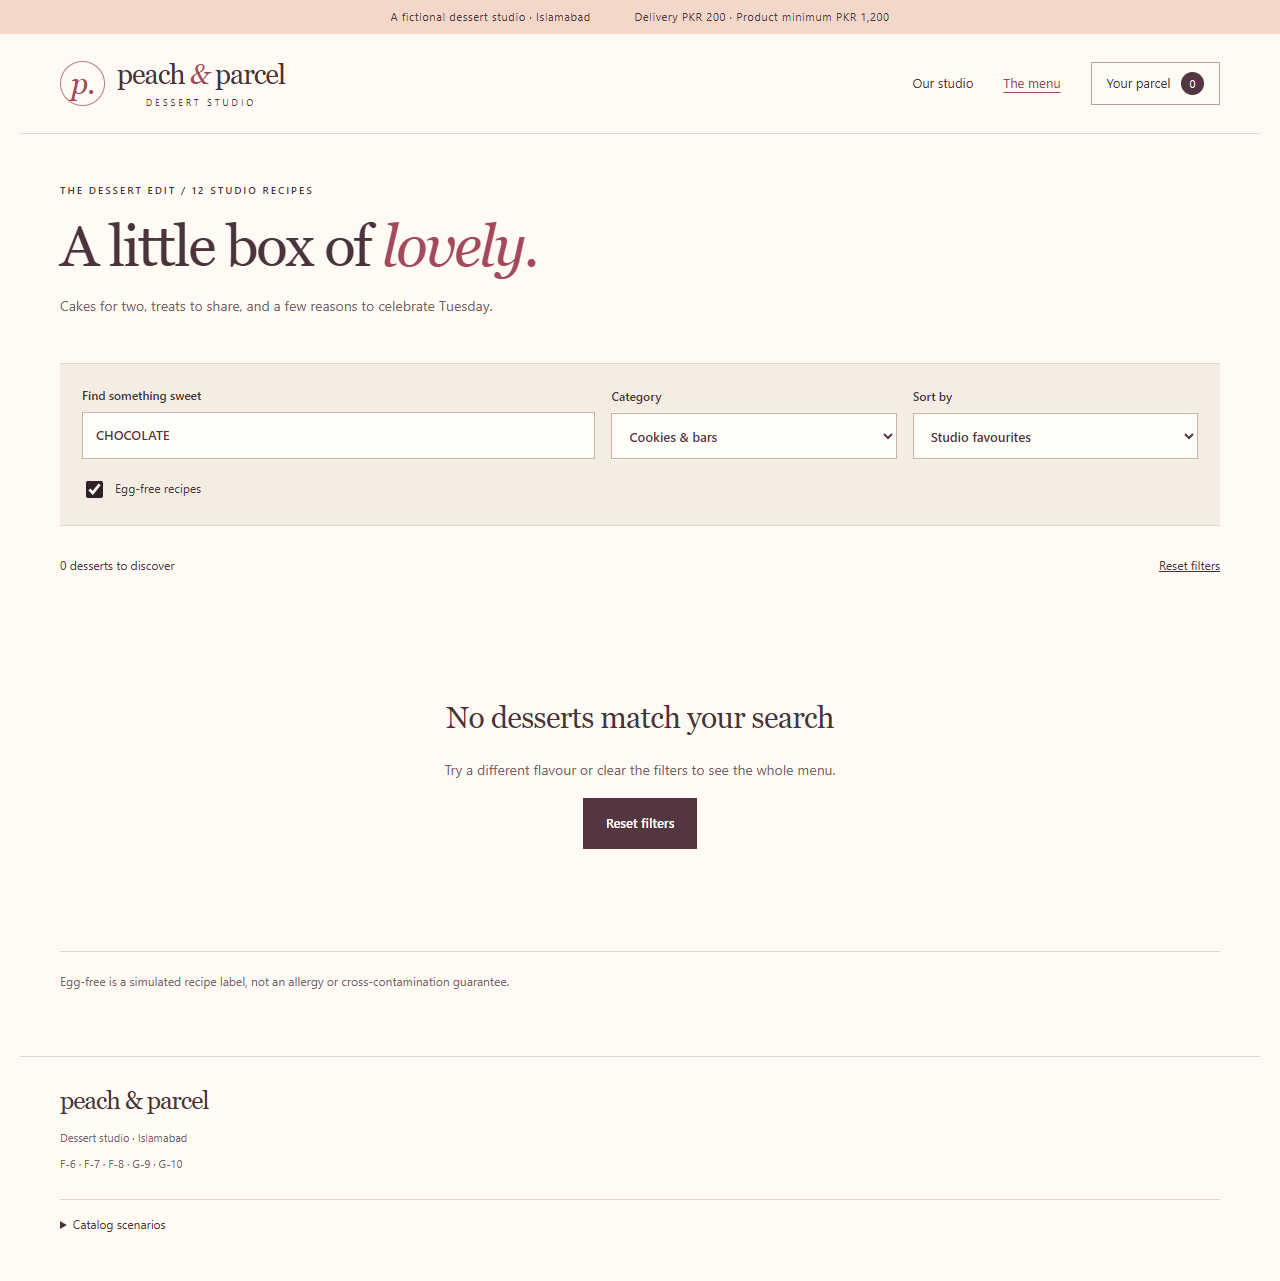 A fictional dessert studio · Islamabad Delivery PKR 200 · Product minimum PKR 1,200
p. peach & parcel
DESSERT STUDIO
Our studio The menu Your parcel 0
THE DESSERT EDIT / 12 STUDIO RECIPES
A little box of lovely.
Cakes for two, treats to share, and a few reasons to celebrate Tuesday.
Find something sweet Category Sort by
CHOCOLATE Cookies & bars Studio favourites
Egg-free recipes
0 desserts to discover Reset filters
No desserts match your search
Try a different flavour or clear the filters to see the whole menu.
Reset filters
Egg-free is a simulated recipe label, not an allergy or cross-contamination guarantee.
peach & parcel
Dessert studio · Islamabad
F-6 · F-7 · F-8 · G-9 · G-10
Catalog scenarios